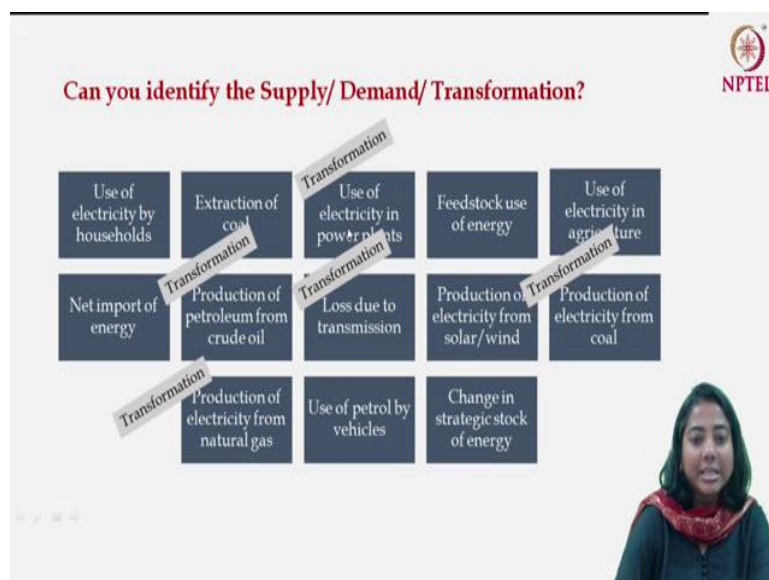 NPTEL
Can you identify the Supply/ Demand/ Transformation?
Transformation
Use of
electricity by
households
Extraction of
coal
Use of
electricity in
power plants
Feedstock use
of energy
Use of
electricity in
agriculture
Transformation
Transformation
Transformation
Net import of
energy
Production of
petroleum from
crude oil
Loss due to
transmission
Production of
electricity from
solar/wind
Production of
electricity from
coal
Transformation
Production of
electricity from
natural gas
Use of petrol by
vehicles
Change in
strategic stock
of energy